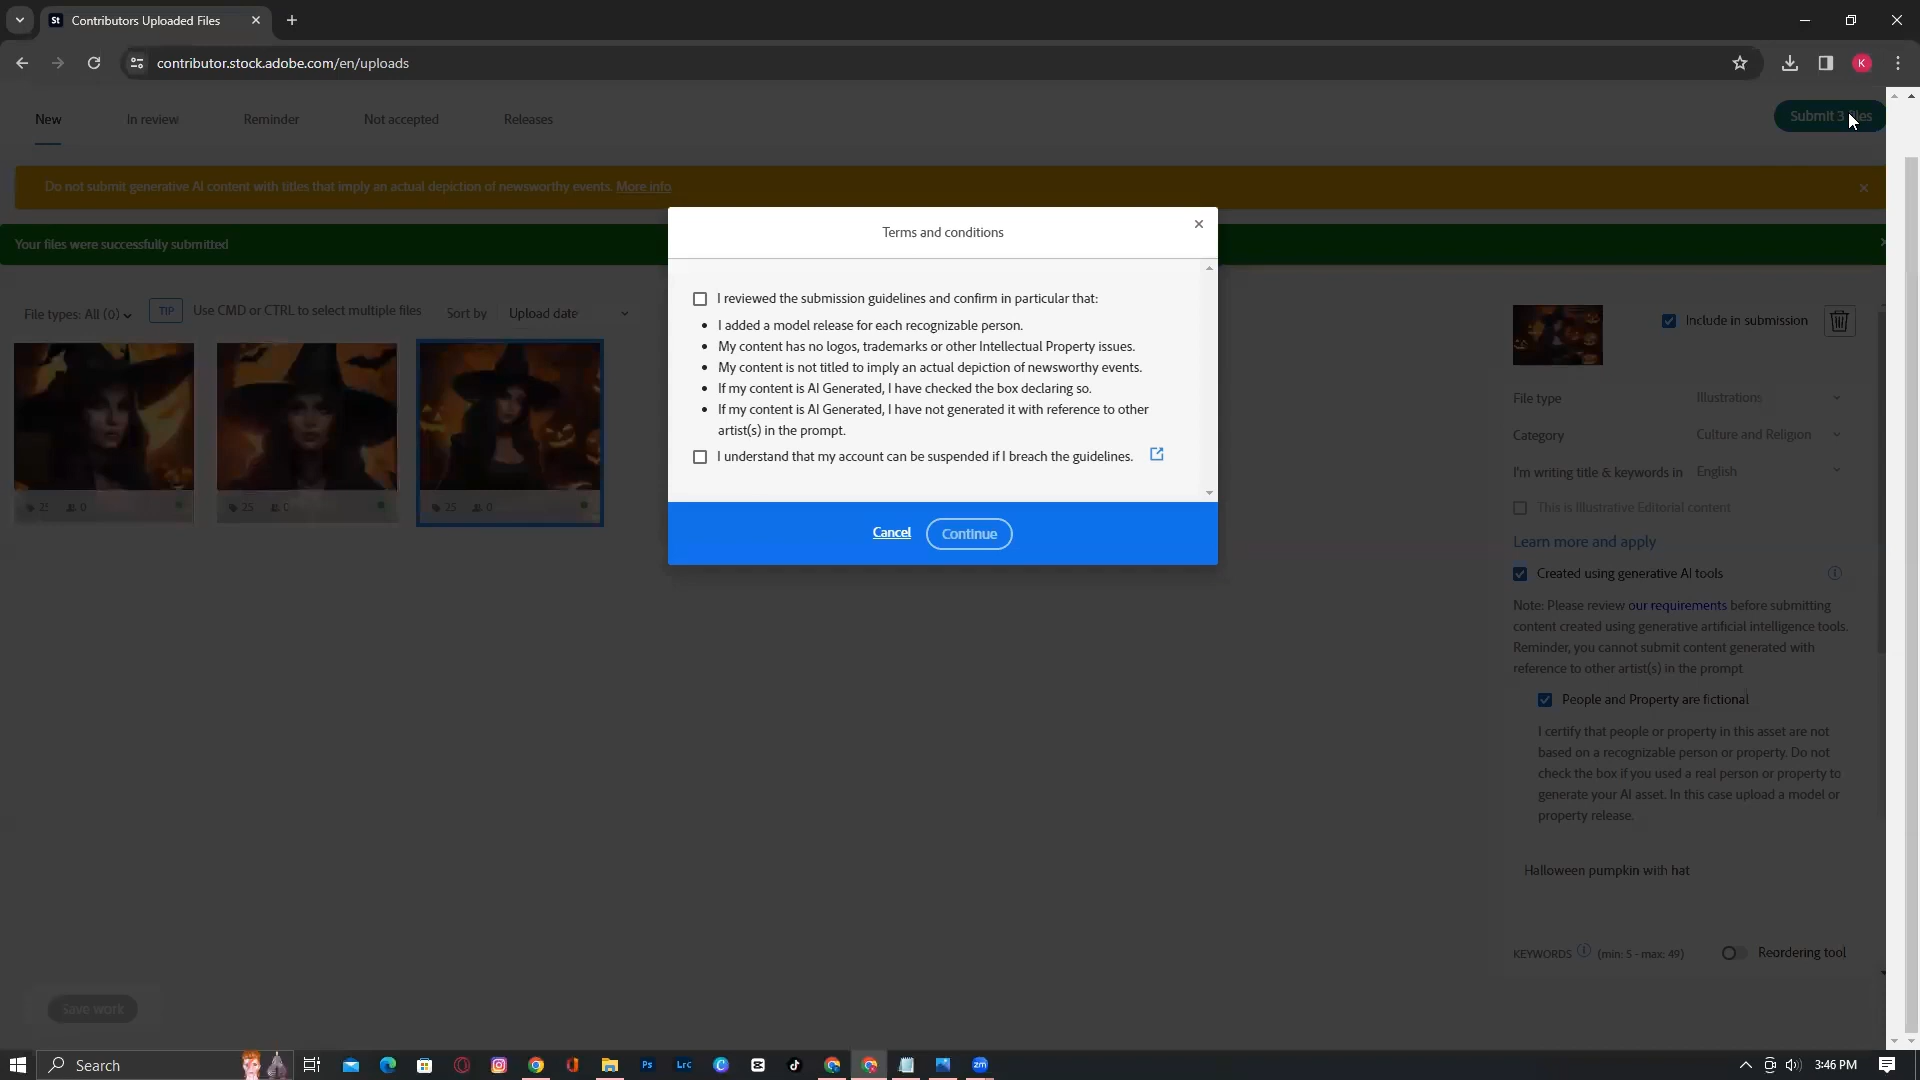 St Contributors Uploaded Files
contributor.stock.adobe.com/en/uploads
K
New
In review
Reminder
Not accepted
Releases
Submit 3 files
Do not submit generative AI content with titles that imply an actual depiction of newsworthy events. More info
Your files were successfully submitted
Terms and conditions
I reviewed the submission guidelines and confirm in particular that:
• I added a model release for each recognizable person.
• My content has no logos, trademarks or other Intellectual Property issues.
• My content is not titled to imply an actual depiction of newsworthy events.
• If my content is AI Generated, I have checked the box declaring so.
• If my content is AI Generated, I have not generated it with reference to other
artist(s) in the prompt.
I understand that my account can be suspended if I breach the guidelines.
Cancel
Continue
File types: All (0)
TIP
Use CMD or CTRL to select multiple files
Sort by
Upload date
25 0
25 0
25 0
Include in submission
File type
Illustrations
Category
Culture and Religion
I'm writing title & keywords in
English
This is Illustrative Editorial content
Learn more and apply
Created using generative AI tools
Note: Please review our requirements before submitting
content created using generative artificial intelligence tools.
Reminder, you cannot submit content generated with
reference to other artist(s) in the prompt
People and Property are fictional
I certify that people or property in this asset are not
based on a recognizable person or property. Do not
check the box if you used a real person or property to
generate your AI asset. In this case upload a model or
property release.
Halloween pumpkin with hat
KEYWORDS (min: 5 - max: 49)
Reordering tool
Save work
Search
Ps
Lrc
zm
3:46 PM